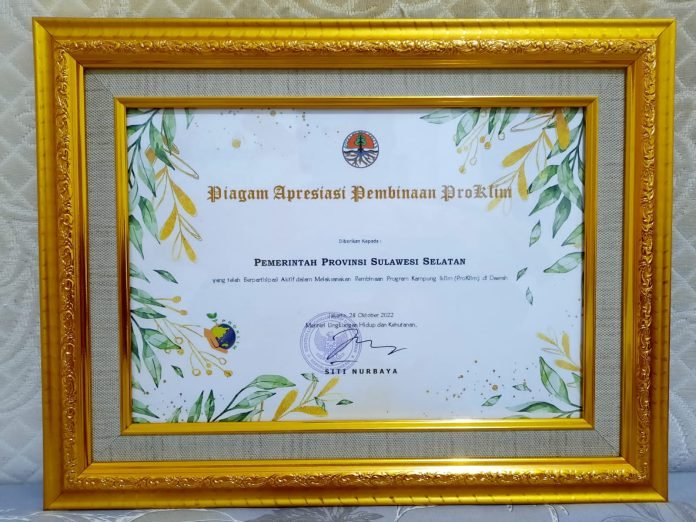 Piagam Apresiasi Pembinaan ProKlim
Diberikan Kepada :
PEMERINTAH PROVINSI SULAWESI SELATAN
yang telah Berpartisipasi Aktif dalam Melaksanakan Pembinaan Program Kampung Iklim (ProKlim) di Daerah
Jakarta, 28 Oktober 2022
Menteri Lingkungan Hidup dan Kehutanan,
SITI NURBAYA